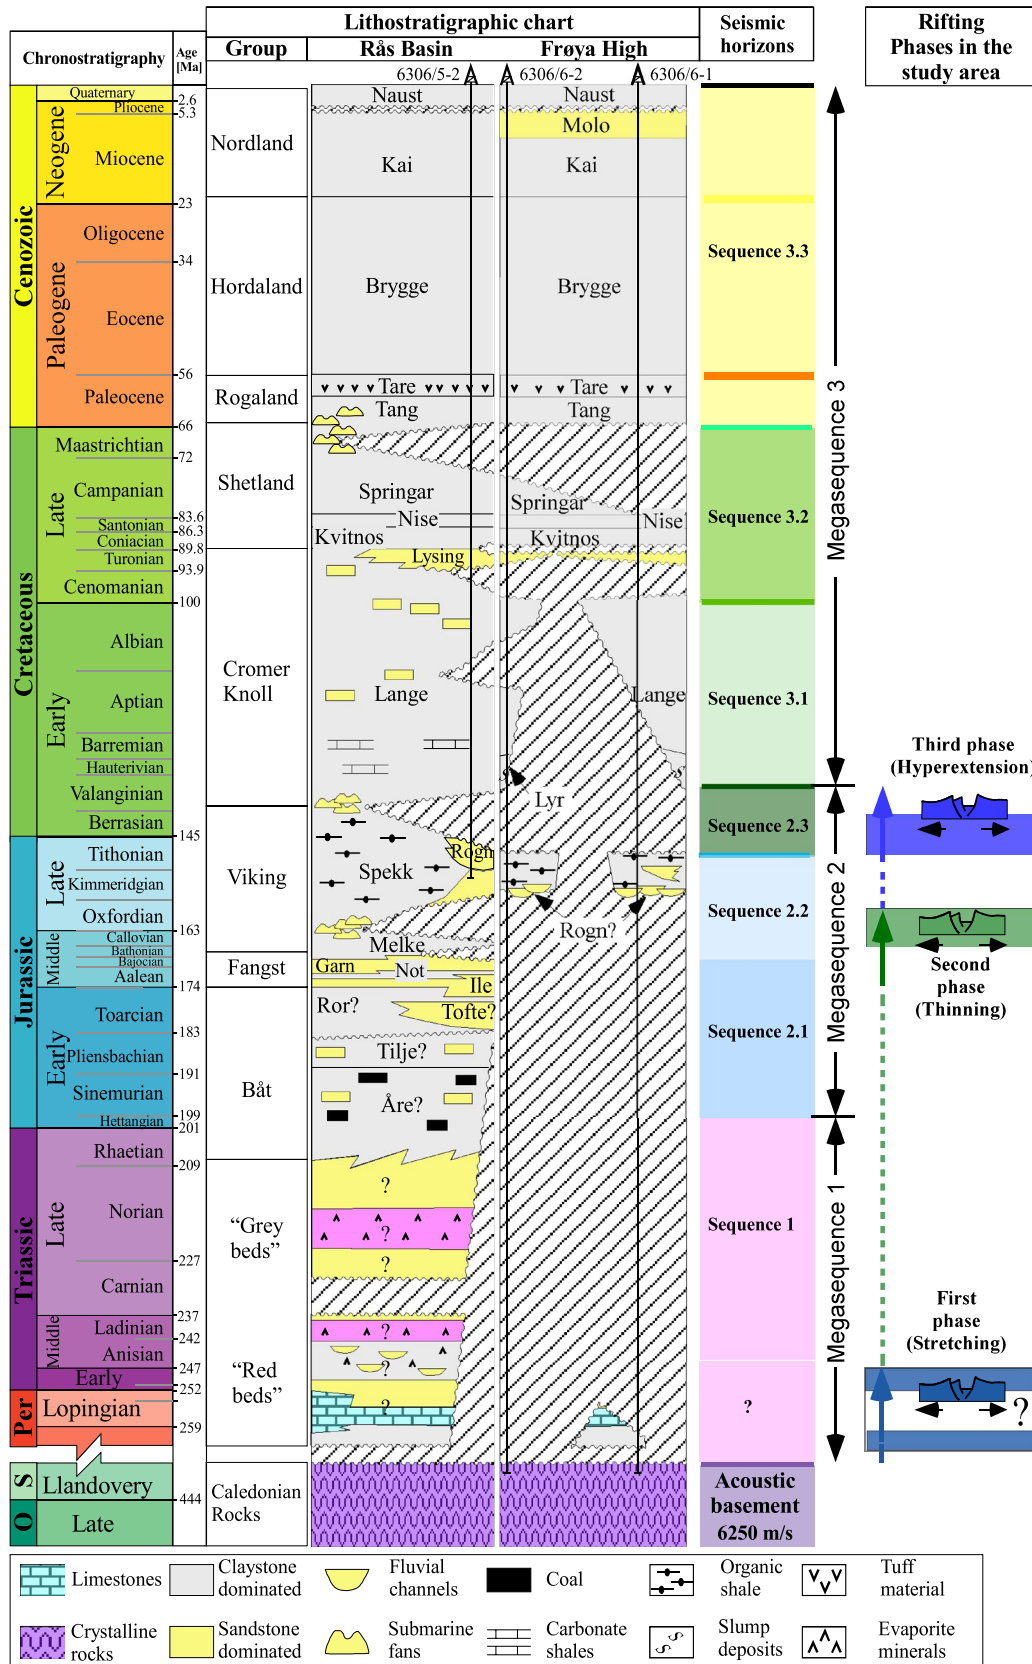 Lithostratigraphic chart
Seismic horizons
Rifting Phases in the study area
Chronostratigraphy
Age [Ma]
Group
Rås Basin
Frøya High
6306/5-2
6306/6-2
6306/6-1
Cenozoic
Neogene
Paleogene
Quaternary
Pliocene
Miocene
Oligocene
Eocene
Paleocene
Cretaceous
Late
Early
Maastrichtian
Campanian
Santonian
Coniacian
Turonian
Cenomanian
Albian
Aptian
Barremian
Hauterivian
Valanginian
Berrasian
Jurassic
Late
Middle
Early
Tithonian
Kimmeridgian
Oxfordian
Callovian
Bathonian
Bajocian
Aalean
Toarcian
Pliensbachian
Sinemurian
Hettangian
Triassic
Late
Middle
Early
Rhaetian
Norian
Carnian
Ladinian
Anisian
Per
Lopingian
S
Llandovery
O
Late
2.6
5.3
23
34
56
66
72
83.6
86.3
89.8
93.9
100
145
163
174
183
191
199
201
209
227
237
242
247
252
259
444
Nordland
Hordaland
Rogaland
Shetland
Cromer Knoll
Viking
Fangst
Båt
“Grey beds”
“Red beds”
Caledonian Rocks
Naust
Kai
Brygge
Tare
Tang
Springar
Nise
Kvitnos
Lysing
Lange
Rogn
Spekk
Melke
Garn
Not
Ile
Ror?
Tofte?
Tilje?
Åre?
?
?
?
?
?
?
Naust
Molo
Kai
Brygge
Tare
Tang
Springar
Nise
Kvitnos
Lange
Lyr
Rogn?
Sequence 3.3
Sequence 3.2
Sequence 3.1
Sequence 2.3
Sequence 2.2
Sequence 2.1
Sequence 1
?
Acoustic
basement
6250 m/s
Megasequence 3
Megasequence 2
Megasequence 1
Third phase
(Hyperextension)
Second
phase
(Thinning)
First
phase
(Stretching)
?
Limestones
Claystone dominated
Fluvial channels
Coal
Organic shale
Tuff material
Crystalline rocks
Sandstone dominated
Submarine fans
Carbonate shales
Slump deposits
Evaporite minerals